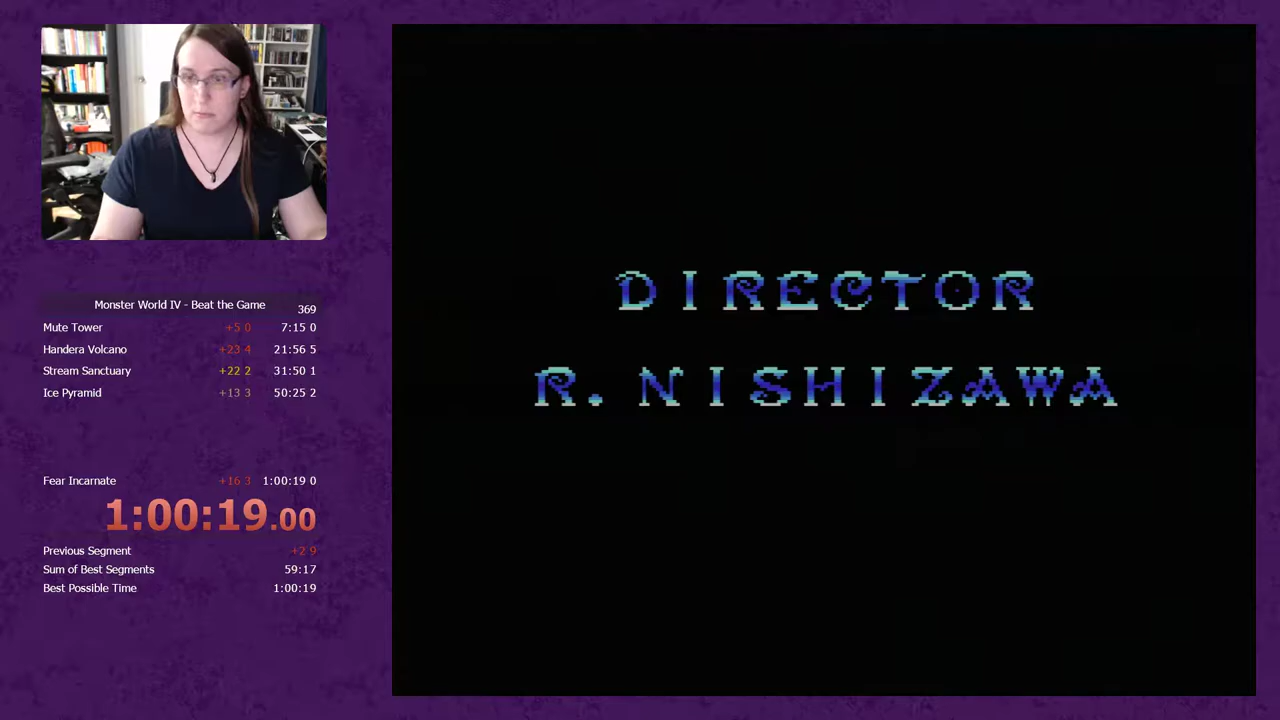 Monster World IV - Beat the Game
369
Mute Tower +5 0 7:15 0
Handera Volcano +23 4 21:56 5
Stream Sanctuary +22 2 31:50 1
Ice Pyramid +13 3 50:25 2
Fear Incarnate +16 3 1:00:19 0
1:00:19.00
Previous Segment +2 9
Sum of Best Segments 59:17
Best Possible Time 1:00:19
DIRECTOR
R. NISHIZAWA